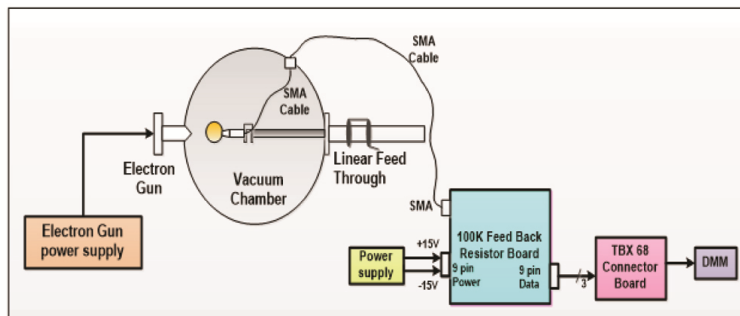 SMA
Cable
SMA
Cable
Electron
Gun
Vacuum
Chamber
Linear Feed
Through
Electron Gun
power supply
SMA
Power
supply
+15V
-15V
100K Feed Back
Resistor Board
9 pin
Power
9 pin
Data
3
TBX 68
Connector
Board
DMM